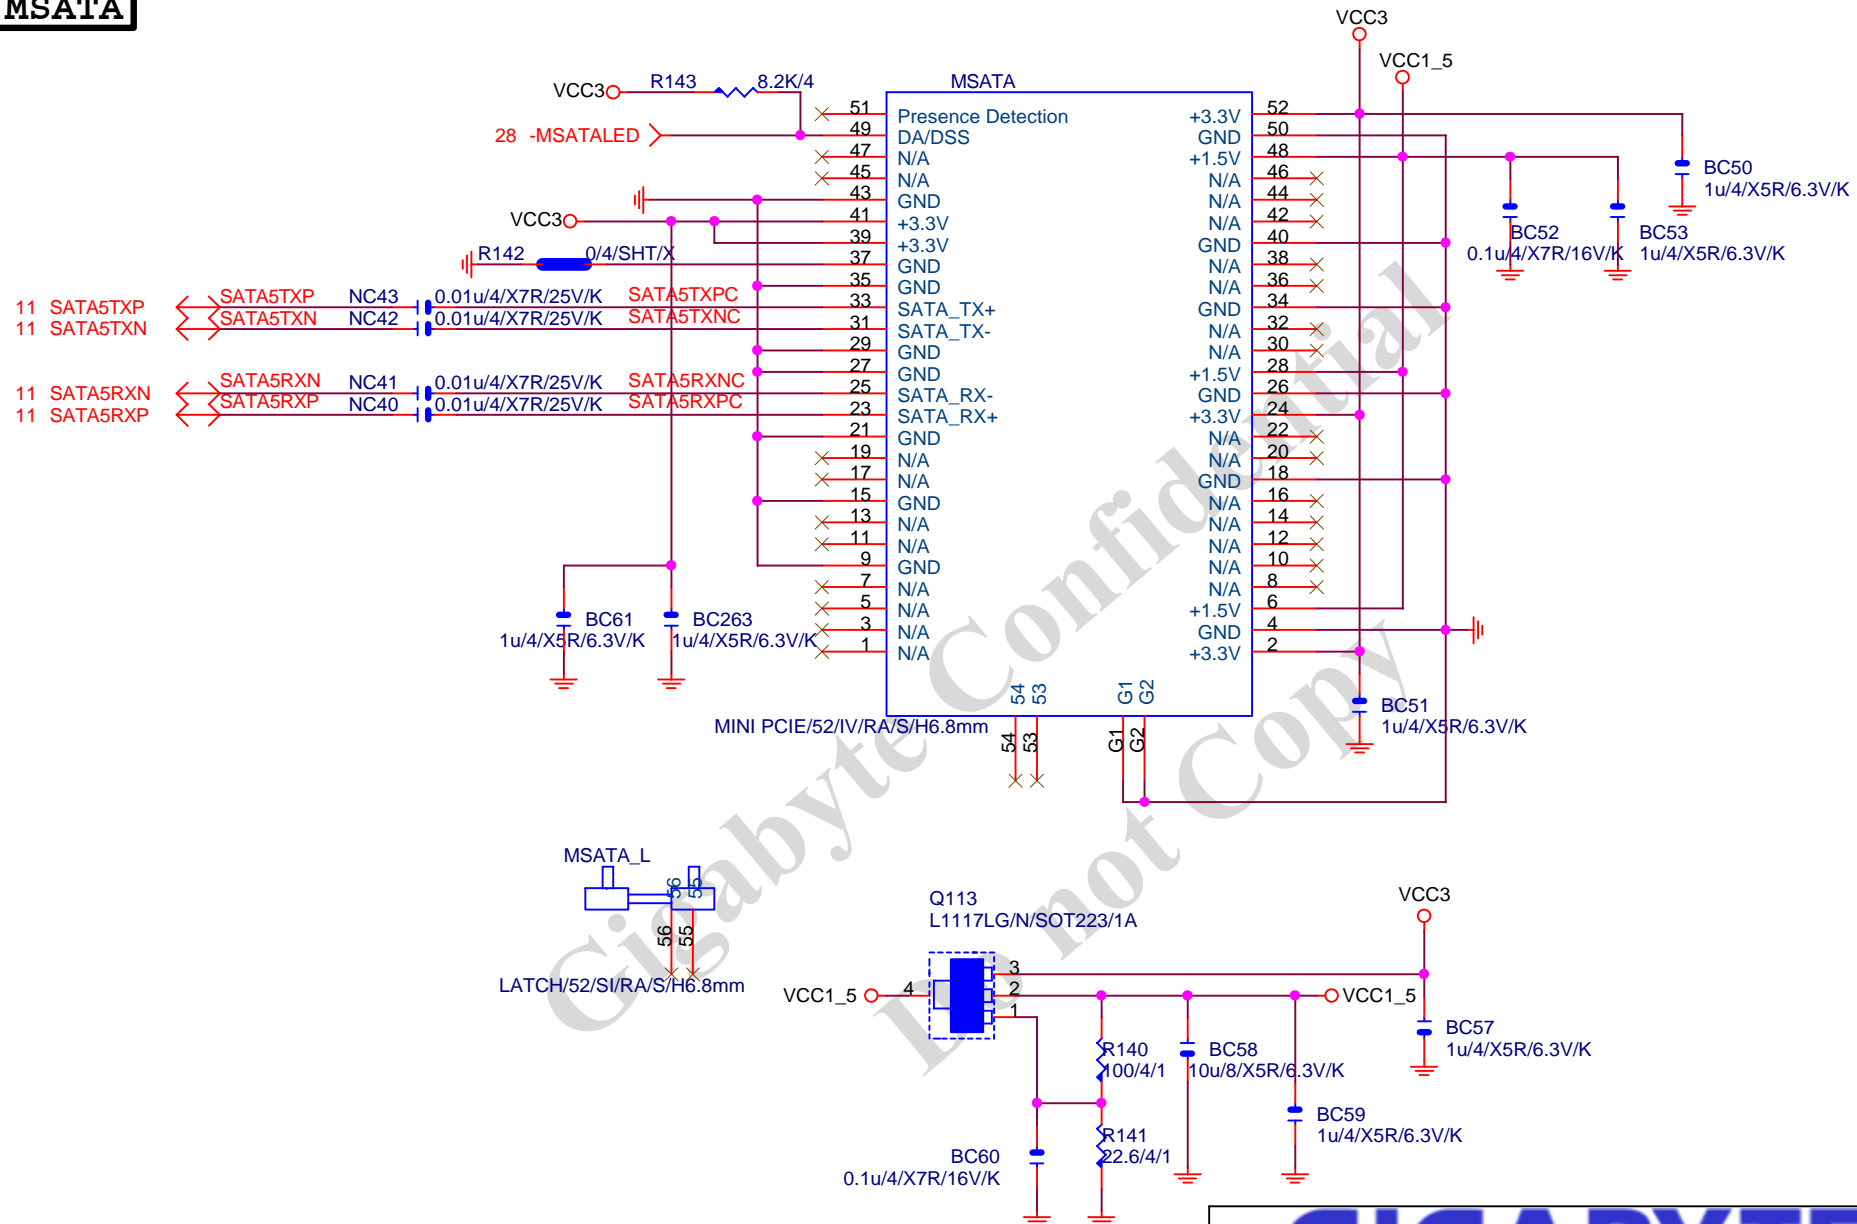 MSATA
VCC3
VCC1_5
VCC3 R143 8.2K/4
28 -MSATALED
MSATA
51 Presence Detection
49 DA/DSS
47 N/A
45 N/A
43 GND
VCC3 41 +3.3V
39 +3.3V
R142 0/4/SHT/X 37 GND
35 GND
11 SATA5TXP SATA5TXP NC43 0.01u/4/X7R/25V/K SATA5TXPC 33 SATA_TX+
11 SATA5TXN SATA5TXN NC42 0.01u/4/X7R/25V/K SATA5TXNC 31 SATA_TX-
29 GND
27 GND
11 SATA5RXN SATA5RXN NC41 0.01u/4/X7R/25V/K SATA5RXNC 25 SATA_RX-
11 SATA5RXP SATA5RXP NC40 0.01u/4/X7R/25V/K SATA5RXPC 23 SATA_RX+
21 GND
19 N/A
17 N/A
15 GND
13 N/A
11 N/A
9 GND
7 N/A
5 N/A
3 N/A
1 N/A
+3.3V 52
GND 50
+1.5V 48
N/A 46
N/A 44
N/A 42
GND 40
N/A 38
N/A 36
GND 34
N/A 32
N/A 30
+1.5V 28
GND 26
+3.3V 24
N/A 22
N/A 20
GND 18
N/A 16
N/A 14
N/A 12
N/A 10
N/A 8
+1.5V 6
GND 4
+3.3V 2
54 53 G1 G2
54 53 G1 G2
MINI PCIE/52/IV/RA/S/H6.8mm
BC50
1u/4/X5R/6.3V/K
BC52
0.1u/4/X7R/16V/K
BC53
1u/4/X5R/6.3V/K
BC61
1u/4/X5R/6.3V/K
BC263
1u/4/X5R/6.3V/K
BC51
1u/4/X5R/6.3V/K
MSATA_L
56 55
56 55
LATCH/52/SI/RA/S/H6.8mm
Q113
L1117LG/N/SOT223/1A
VCC3
VCC1_5 4
3
2
1
VCC1_5
R140
100/4/1
BC58
10u/8/X5R/6.3V/K
BC57
1u/4/X5R/6.3V/K
BC59
1u/4/X5R/6.3V/K
BC60
0.1u/4/X7R/16V/K
R141
22.6/4/1
Gigabyte Confidential
Do not Copy
GIGABYTE